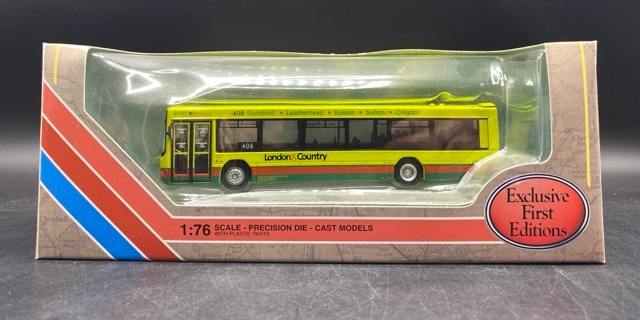 408 Guildford • Leatherhead • Epsom • Sutton • Croydon
408
London & Country
1:76 SCALE - PRECISION DIE - CAST MODELS
WITH PLASTIC PARTS
Exclusive
First
Editions